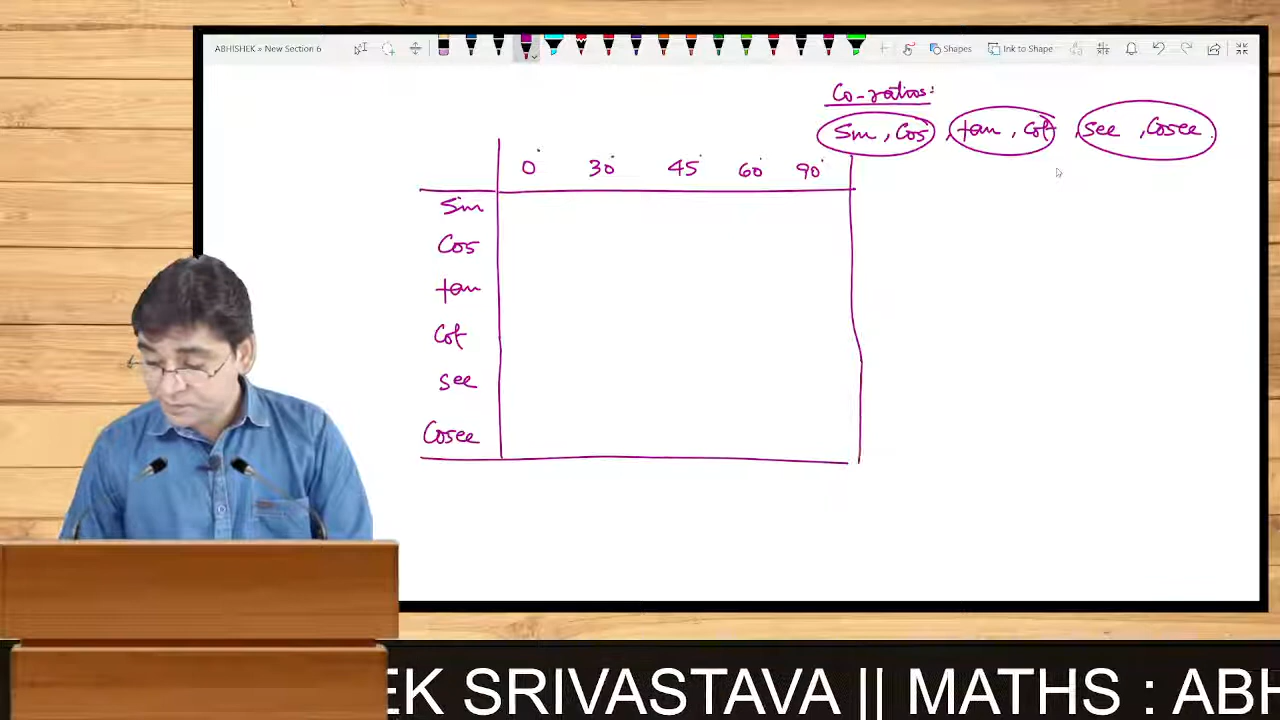 ABHISHEK » New Section 6
Shapes
Ink to Shape
Co-ratios:
Sin, Cos, tan, Cot, sec, Cosec
0° 30° 45° 60° 90°
Sin
Cos
tan
Cot
sec
Cosec
EK SRIVASTAVA || MATHS : ABH